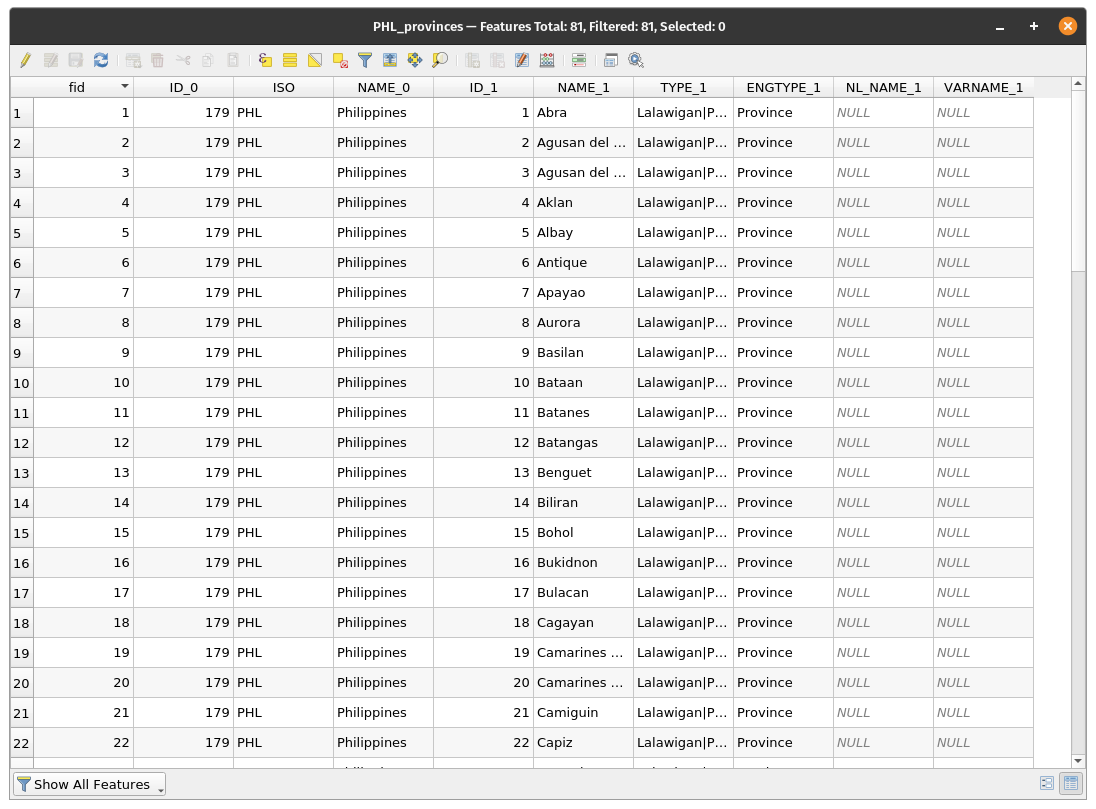 PHL_provinces — Features Total: 81, Filtered: 81, Selected: 0
fid ID_0 ISO NAME_0 ID_1 NAME_1 TYPE_1 ENGTYPE_1 NL_NAME_1 VARNAME_1
1 1 179 PHL Philippines 1 Abra Lalawigan|P... Province NULL NULL
2 2 179 PHL Philippines 2 Agusan del ... Lalawigan|P... Province NULL NULL
3 3 179 PHL Philippines 3 Agusan del ... Lalawigan|P... Province NULL NULL
4 4 179 PHL Philippines 4 Aklan Lalawigan|P... Province NULL NULL
5 5 179 PHL Philippines 5 Albay Lalawigan|P... Province NULL NULL
6 6 179 PHL Philippines 6 Antique Lalawigan|P... Province NULL NULL
7 7 179 PHL Philippines 7 Apayao Lalawigan|P... Province NULL NULL
8 8 179 PHL Philippines 8 Aurora Lalawigan|P... Province NULL NULL
9 9 179 PHL Philippines 9 Basilan Lalawigan|P... Province NULL NULL
10 10 179 PHL Philippines 10 Bataan Lalawigan|P... Province NULL NULL
11 11 179 PHL Philippines 11 Batanes Lalawigan|P... Province NULL NULL
12 12 179 PHL Philippines 12 Batangas Lalawigan|P... Province NULL NULL
13 13 179 PHL Philippines 13 Benguet Lalawigan|P... Province NULL NULL
14 14 179 PHL Philippines 14 Biliran Lalawigan|P... Province NULL NULL
15 15 179 PHL Philippines 15 Bohol Lalawigan|P... Province NULL NULL
16 16 179 PHL Philippines 16 Bukidnon Lalawigan|P... Province NULL NULL
17 17 179 PHL Philippines 17 Bulacan Lalawigan|P... Province NULL NULL
18 18 179 PHL Philippines 18 Cagayan Lalawigan|P... Province NULL NULL
19 19 179 PHL Philippines 19 Camarines ... Lalawigan|P... Province NULL NULL
20 20 179 PHL Philippines 20 Camarines ... Lalawigan|P... Province NULL NULL
21 21 179 PHL Philippines 21 Camiguin Lalawigan|P... Province NULL NULL
22 22 179 PHL Philippines 22 Capiz Lalawigan|P... Province NULL NULL
Show All Features